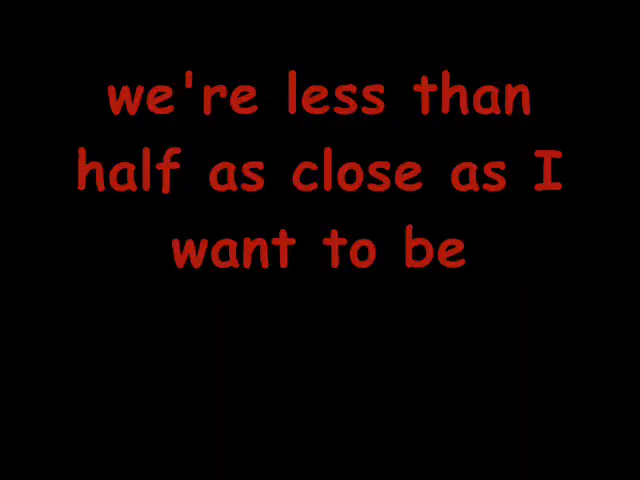 we're less than
half as close as I
want to be